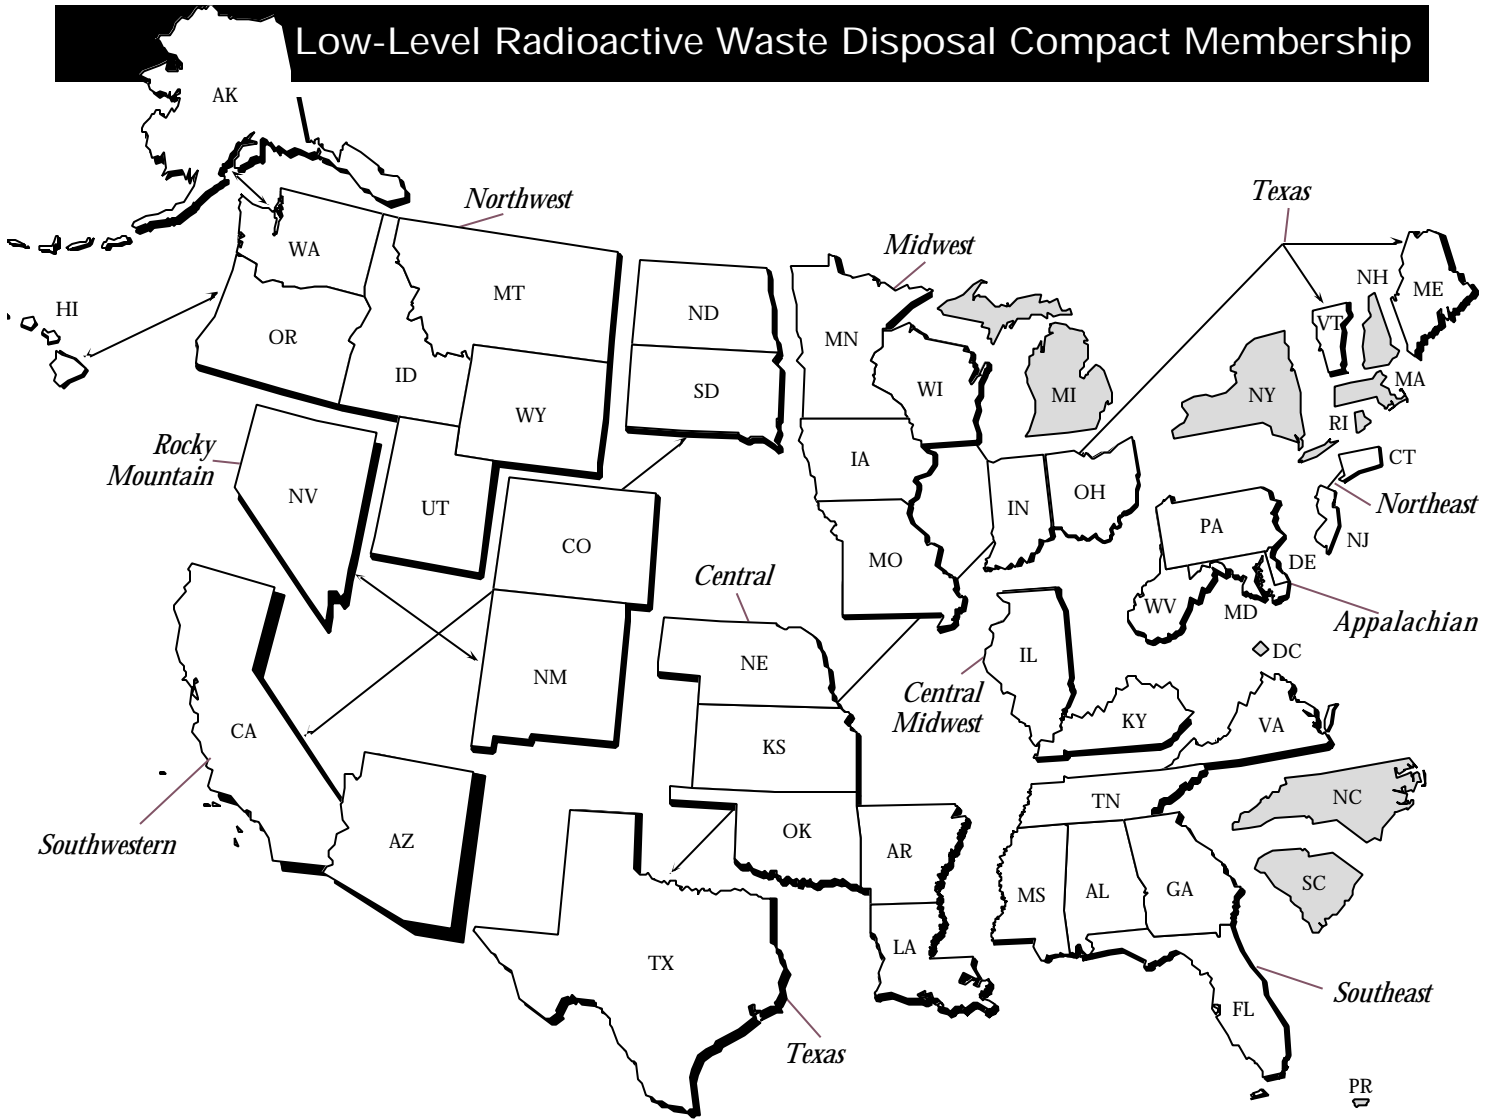 Low-Level Radioactive Waste Disposal Compact Membership
AK
Northwest
Texas
WA
Midwest
HI
MT
NH
ME
ND
VT
OR
MN
ID
SD
WI
MI
NY
MA
WY
RI
Rocky
Mountain
IA
CT
NV
UT
IN
OH
Northeast
CO
PA
NJ
MO
DE
Central
WV
MD
Appalachian
NE
IL
DC
NM
Central
Midwest
KY
VA
CA
KS
TN
NC
Southwestern
AZ
OK
AR
MS
AL
GA
SC
LA
TX
Southeast
FL
Texas
PR